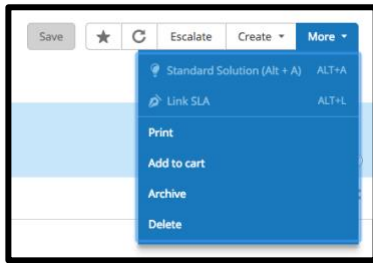 Save Escalate Create More
Standard Solution (Alt + A) ALT+A
Link SLA ALT+L
Print
Add to cart
Archive
Delete